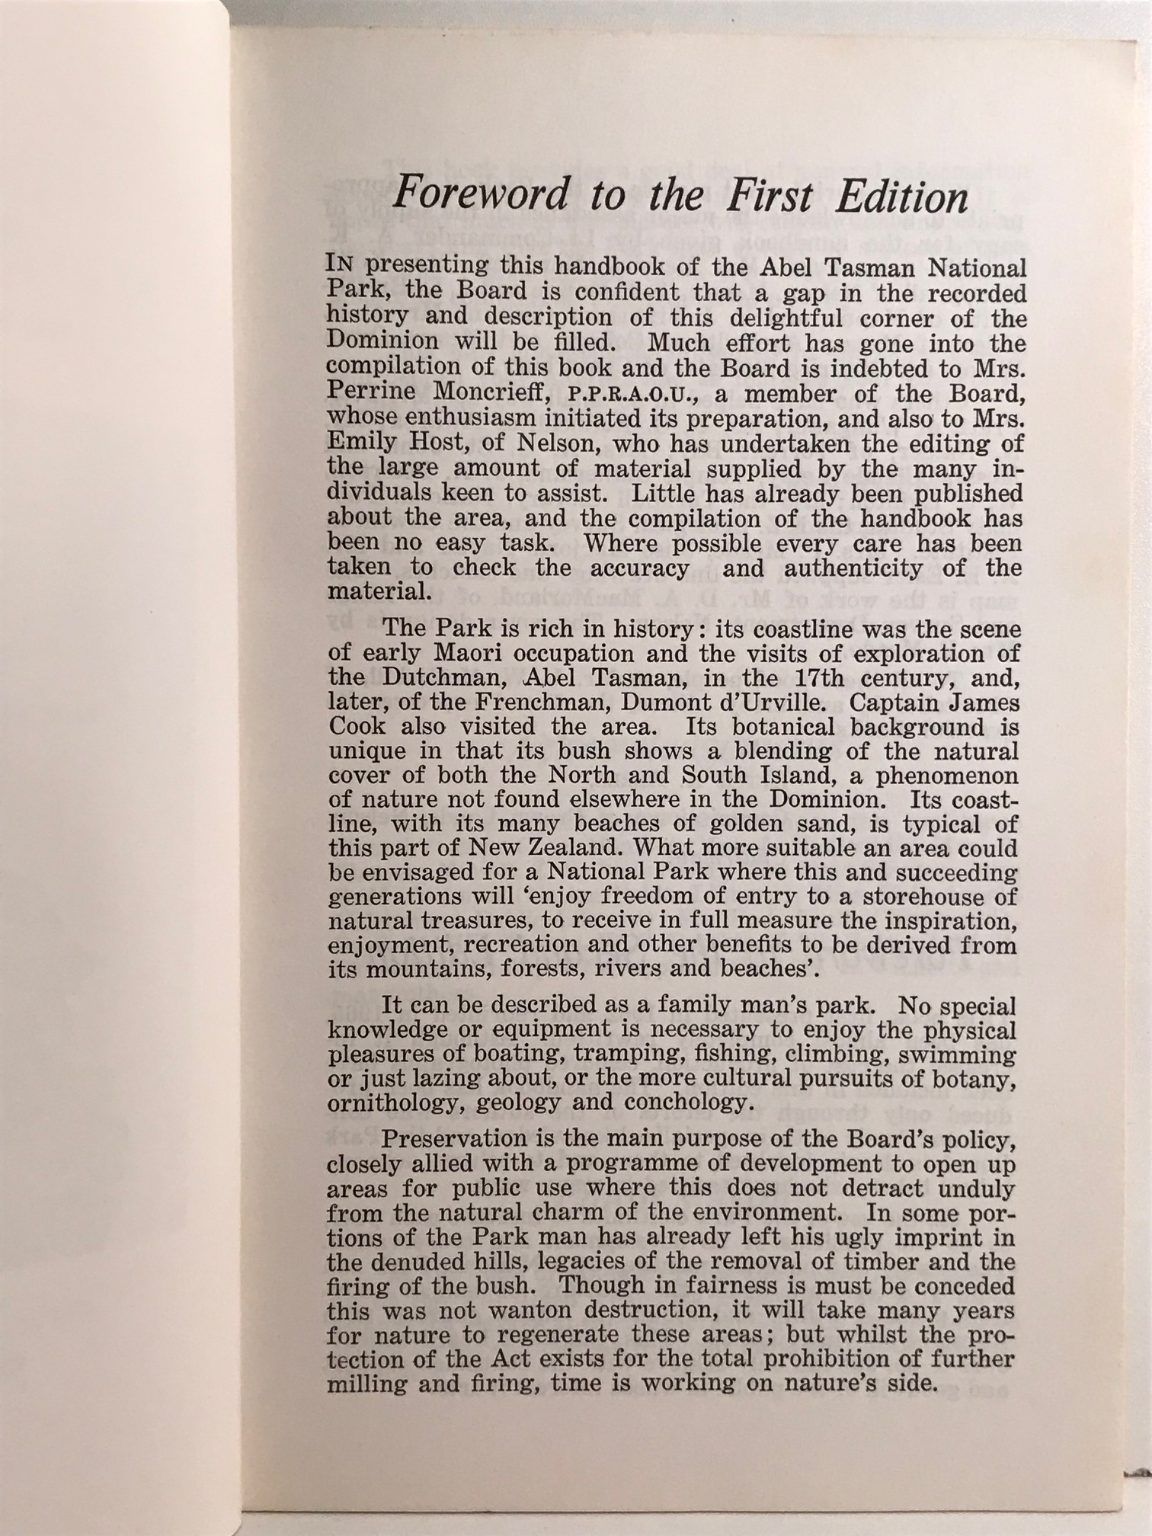 Foreword to the First Edition
IN presenting this handbook of the Abel Tasman National
Park, the Board is confident that a gap in the recorded
history and description of this delightful corner of the
Dominion will be filled. Much effort has gone into the
compilation of this book and the Board is indebted to Mrs.
Perrine Moncrieff, P.P.R.A.O.U., a member of the Board,
whose enthusiasm initiated its preparation, and also to Mrs.
Emily Host, of Nelson, who has undertaken the editing of
the large amount of material supplied by the many in-
dividuals keen to assist. Little has already been published
about the area, and the compilation of the handbook has
been no easy task. Where possible every care has been
taken to check the accuracy and authenticity of the
material.
The Park is rich in history: its coastline was the scene
of early Maori occupation and the visits of exploration of
the Dutchman, Abel Tasman, in the 17th century, and,
later, of the Frenchman, Dumont d'Urville. Captain James
Cook also visited the area. Its botanical background is
unique in that its bush shows a blending of the natural
cover of both the North and South Island, a phenomenon
of nature not found elsewhere in the Dominion. Its coast-
line, with its many beaches of golden sand, is typical of
this part of New Zealand. What more suitable an area could
be envisaged for a National Park where this and succeeding
generations will ‘enjoy freedom of entry to a storehouse of
natural treasures, to receive in full measure the inspiration,
enjoyment, recreation and other benefits to be derived from
its mountains, forests, rivers and beaches’.
It can be described as a family man's park. No special
knowledge or equipment is necessary to enjoy the physical
pleasures of boating, tramping, fishing, climbing, swimming
or just lazing about, or the more cultural pursuits of botany,
ornithology, geology and conchology.
Preservation is the main purpose of the Board's policy,
closely allied with a programme of development to open up
areas for public use where this does not detract unduly
from the natural charm of the environment. In some por-
tions of the Park man has already left his ugly imprint in
the denuded hills, legacies of the removal of timber and the
firing of the bush. Though in fairness is must be conceded
this was not wanton destruction, it will take many years
for nature to regenerate these areas; but whilst the pro-
tection of the Act exists for the total prohibition of further
milling and firing, time is working on nature's side.